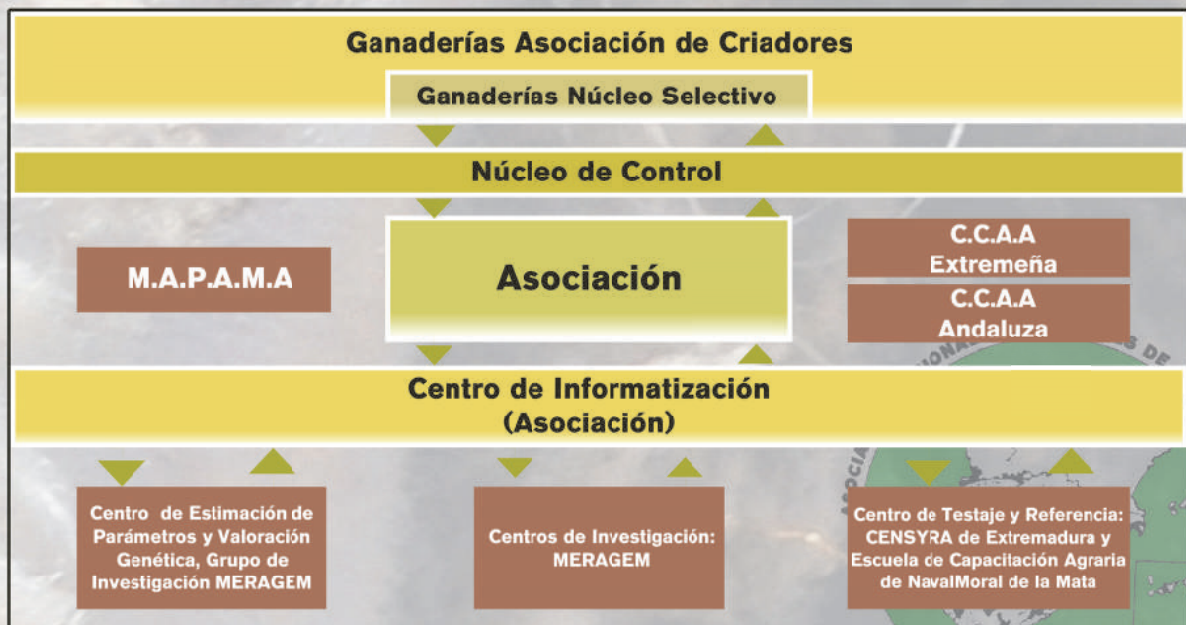 Ganaderías Asociación de Criadores
Ganaderías Núcleo Selectivo
Núcleo de Control
M.A.P.A.M.A
Asociación
C.C.A.A
Extremeña
C.C.A.A
Andaluza
Centro de Informatización
(Asociación)
Centro de Estimación de
Parámetros y Valoración
Genética, Grupo de
Investigación MERAGEM
Centros de Investigación:
MERAGEM
Centro de Testaje y Referencia:
CENSYRA de Extremadura y
Escuela de Capacitación Agraria
de NavalMoral de la Mata